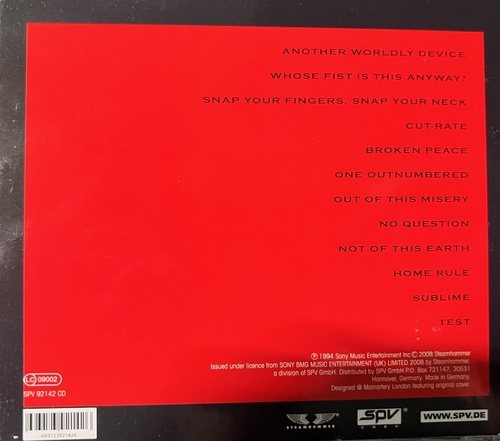 ANOTHER WORLDLY DEVICE
WHOSE FIST IS THIS ANYWAY?
SNAP YOUR FINGERS, SNAP YOUR NECK
CUT-RATE
BROKEN PEACE
ONE OUTNUMBERED
OUT OF THIS MISERY
NO QUESTION
NOT OF THIS EARTH
HOME RULE
SUBLIME
TEST
℗ 1994 Sony Music Entertainment Inc © 2008 Steamhammer
Issued under licence from SONY BMG MUSIC ENTERTAINMENT (UK) LIMITED 2008 by Steamhammer,
a division of SPV GmbH. Distributed by SPV GmbH P.O. Box 721147, 30531
Hannover, Germany. Made in Germany.
Designed @ Mainartery London featuring original cover.
LC 09002
SPV 92142 CD
693723921426
STEAMHAMMER
SPV
GMBH
WWW.SPV.DE